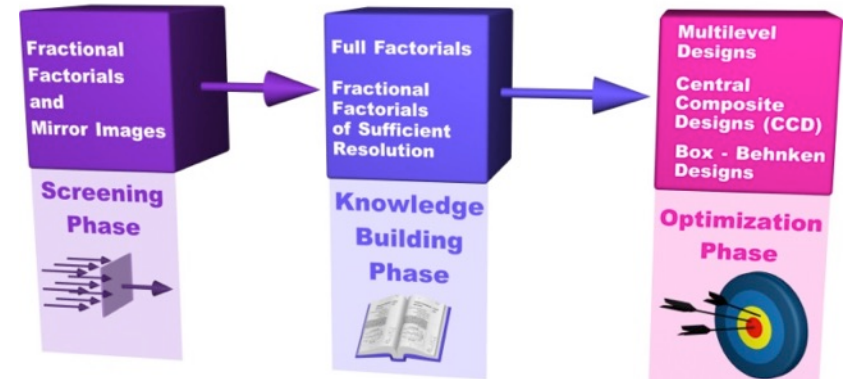 Fractional
Factorials
and
Mirror Images
Screening
Phase
Full Factorials
Fractional
Factorials
of Sufficient
Resolution
Knowledge
Building
Phase
Multilevel
Designs
Central
Composite
Designs (CCD)
Box - Behnken
Designs
Optimization
Phase